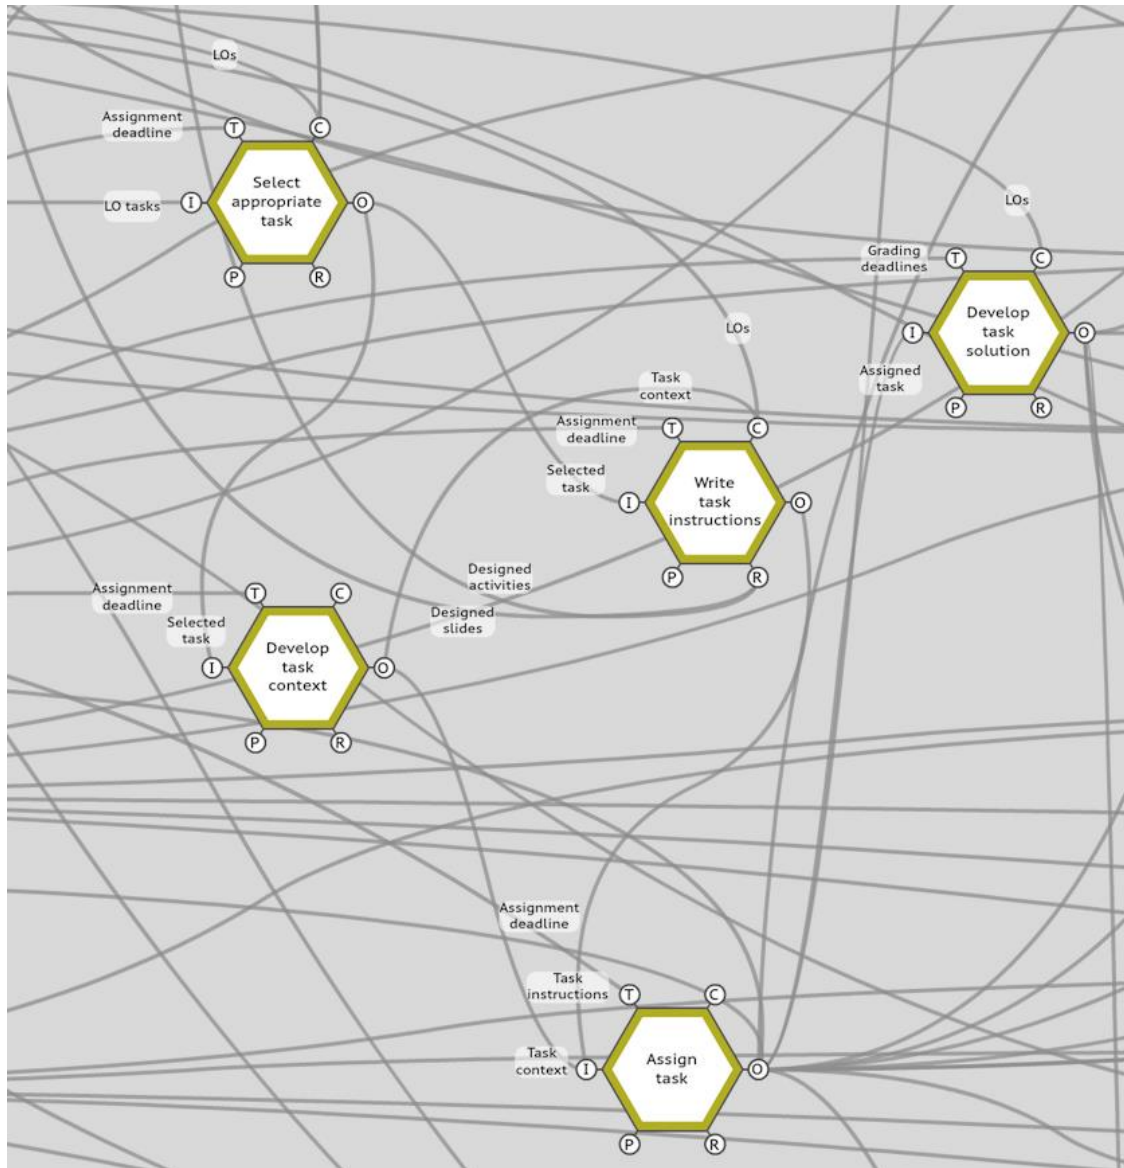 LOs
Assignment
deadline
T
C
Select
appropriate
task
LO tasks
I
O
P
R
LOs
Grading
deadlines
T
C
Develop
task
solution
I
O
Assigned
task
P
R
LOs
Task
context
Assignment
deadline
T
C
Selected
task
I
Write
task
instructions
O
P
R
Designed
activities
Designed
slides
Assignment
deadline
T
C
Selected
task
I
Develop
task
context
O
P
R
Assignment
deadline
Task
instructions
T
C
Task
context
I
Assign
task
O
P
R